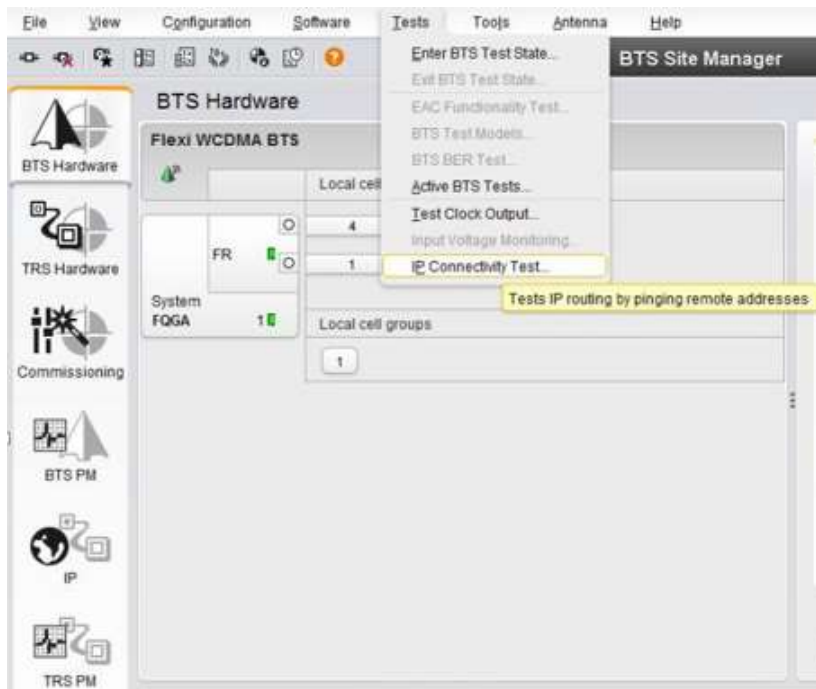 File View Configuration Software Tests Tools Antenna Help
BTS Site Manager
Enter BTS Test State...
Exit BTS Test State...
EAC Functionality Test...
BTS Test Models...
BTS BER Test...
Active BTS Tests...
Test Clock Output...
Input Voltage Monitoring...
IP Connectivity Test...
Tests IP routing by pinging remote addresses
BTS Hardware
TRS Hardware
Commissioning
BTS PM
IP
TRS PM
BTS Hardware
Flexi WCDMA BTS
Local cell
FR
4
1
System
FQGA 1
Local cell groups
1